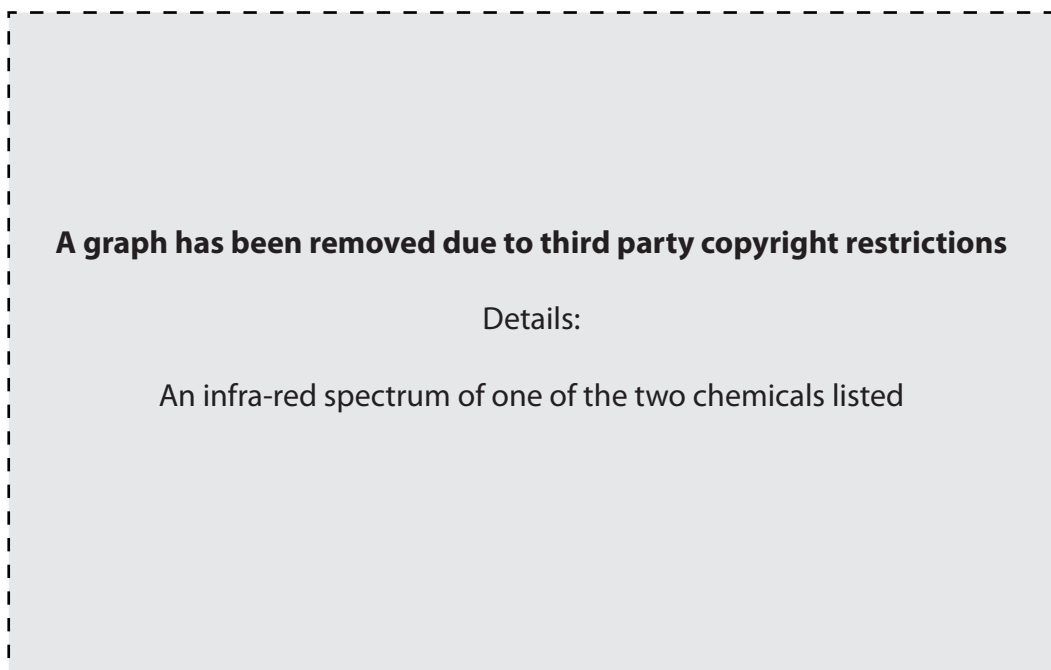 A graph has been removed due to third party copyright restrictions
Details:
An infra-red spectrum of one of the two chemicals listed